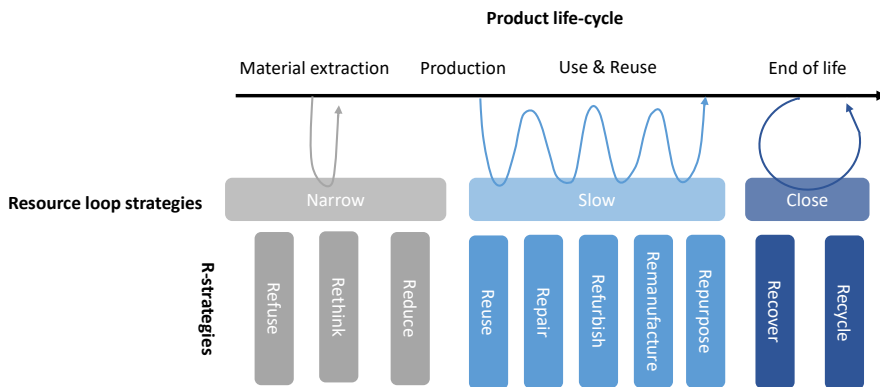 Product life-cycle
Material extraction
Production
Use & Reuse
End of life
Resource loop strategies
Narrow
Slow
Close
R-strategies
Refuse
Rethink
Reduce
Reuse
Repair
Refurbish
Remanufacture
Repurpose
Recover
Recycle